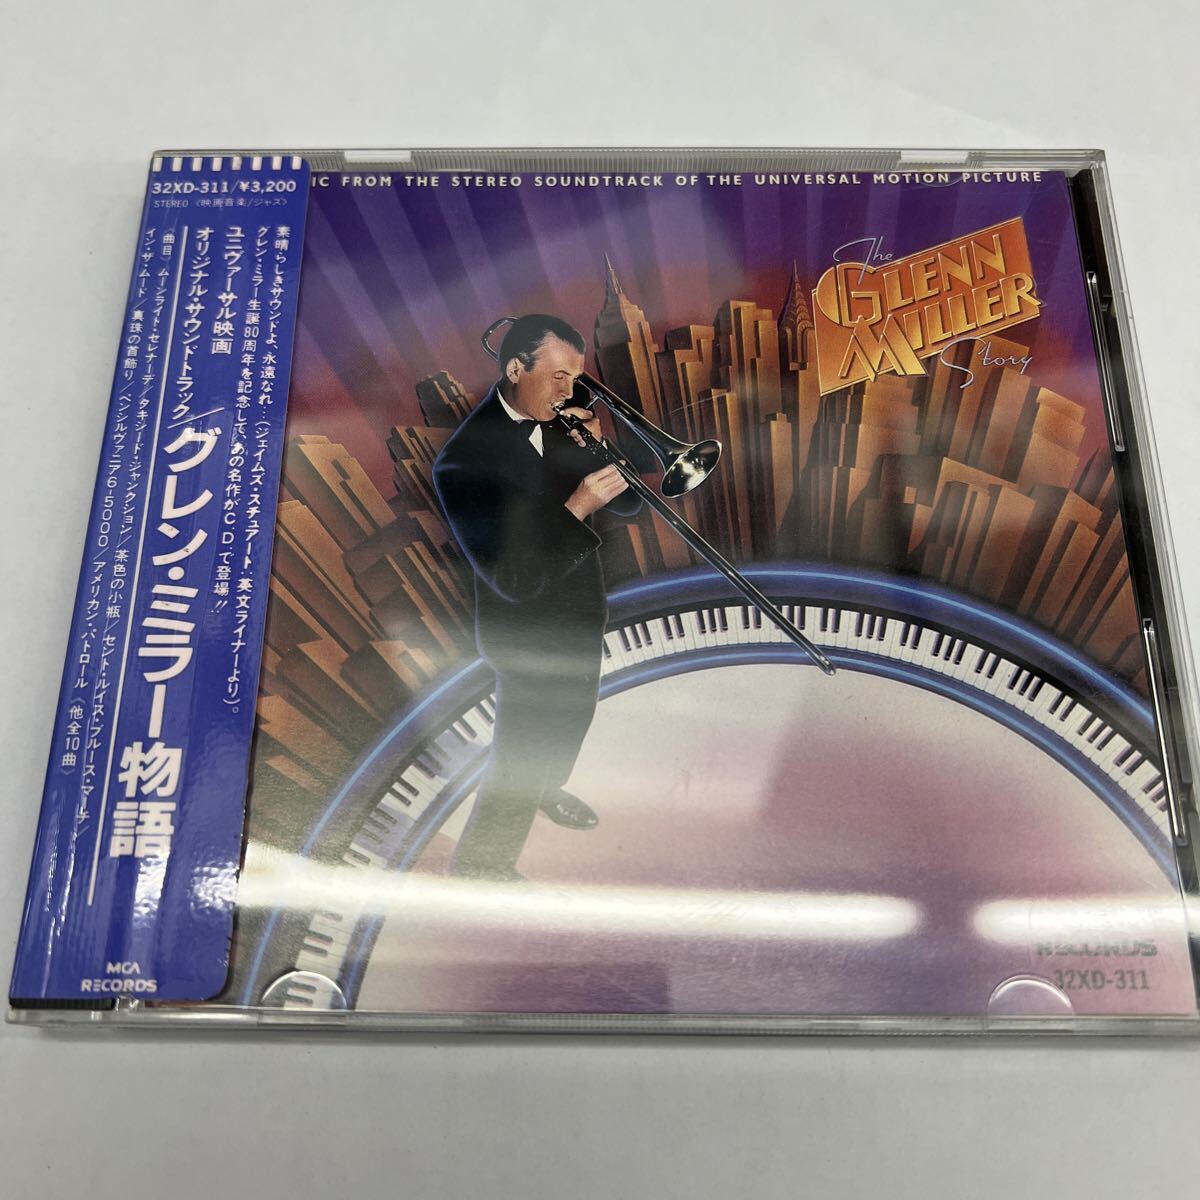 32XD-311/¥3,200
STEREO 〈映画音楽/ジャズ〉
素晴らしきサウンドよ、永遠なれ…(ジェイムズ・スチュアート:英文ライナーより)。
グレン・ミラー生誕80周年を記念して、あの名作がC.D.で登場!!
ユニヴァーサル映画
オリジナル・サウンドトラック/グレン・ミラー物語
〈曲目〉ムーンライト・セレナーデ/タキシード・ジャンクション/茶色の小瓶/セント・ルイス・ブルース・マーチ/
イン・ザ・ムード/真珠の首飾り/ペンシルヴァニア6-5000/アメリカン・パトロール〈他全10曲〉
MCA
RECORDS
FROM THE STEREO SOUNDTRACK OF THE UNIVERSAL MOTION PICTURE
The
GLENN
MILLER
Story
RECORDS
32XD-311